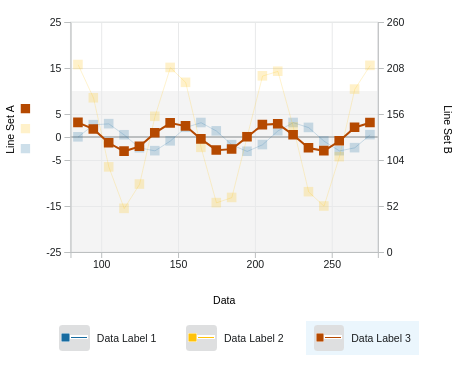 25
15
5
0
-5
-15
-25
260
208
156
104
52
0
Line Set A
Line Set B
100
150
200
250
Data
Data Label 1
Data Label 2
Data Label 3